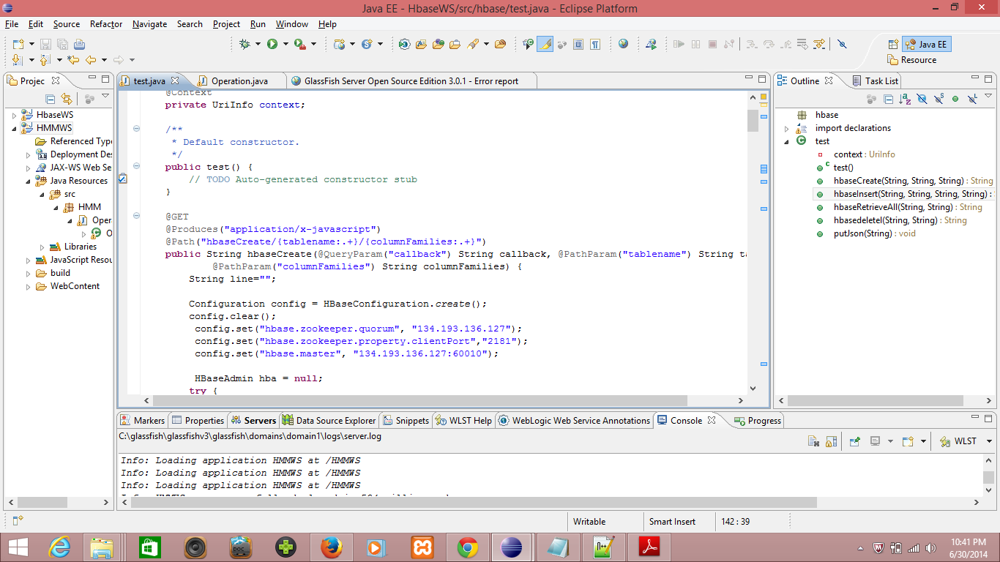 Java EE - HbaseWS/src/hbase/test.java - Eclipse Platform
File Edit Source Refactor Navigate Search Project Run Window Help
Java EE
Resource
Projec
test.java
Operation.java
GlassFish Server Open Source Edition 3.0.1 - Error report
Outline
Task List
HbaseWS
HMMWS
Referenced Type
Deployment Des
JAX-WS Web Se
Java Resources
src
HMM
Opera
O
Libraries
JavaScript Resou
build
WebContent
@Context
private UriInfo context;
/**
* Default constructor.
*/
public test() {
// TODO Auto-generated constructor stub
}
@GET
@Produces("application/x-javascript")
@Path("hbaseCreate/{tablename:.+}/{columnFamilies:.+}")
public String hbaseCreate(@QueryParam("callback") String callback, @PathParam("tablename") String ta
@PathParam("columnFamilies") String columnFamilies) {
String line="";
Configuration config = HBaseConfiguration.create();
config.clear();
config.set("hbase.zookeeper.quorum", "134.193.136.127");
config.set("hbase.zookeeper.property.clientPort","2181");
config.set("hbase.master", "134.193.136.127:60010");
HBaseAdmin hba = null;
try {
hbase
import declarations
test
context : UriInfo
test()
hbaseCreate(String, String, String) : String
hbaseInsert(String, String, String, String) :
hbaseRetrieveAll(String, String) : String
hbasedeletel(String, String) : String
putJson(String) : void
Markers Properties Servers Data Source Explorer Snippets WLST Help WebLogic Web Service Annotations Console Progress
C:\glassfish\glassfishv3\glassfish\domains\domain1\logs\server.log
WLST
Info: Loading application HMMWS at /HMMWS
Info: Loading application HMMWS at /HMMWS
Info: Loading application HMMWS at /HMMWS
Writable
Smart Insert
142 : 39
10:41 PM
6/30/2014